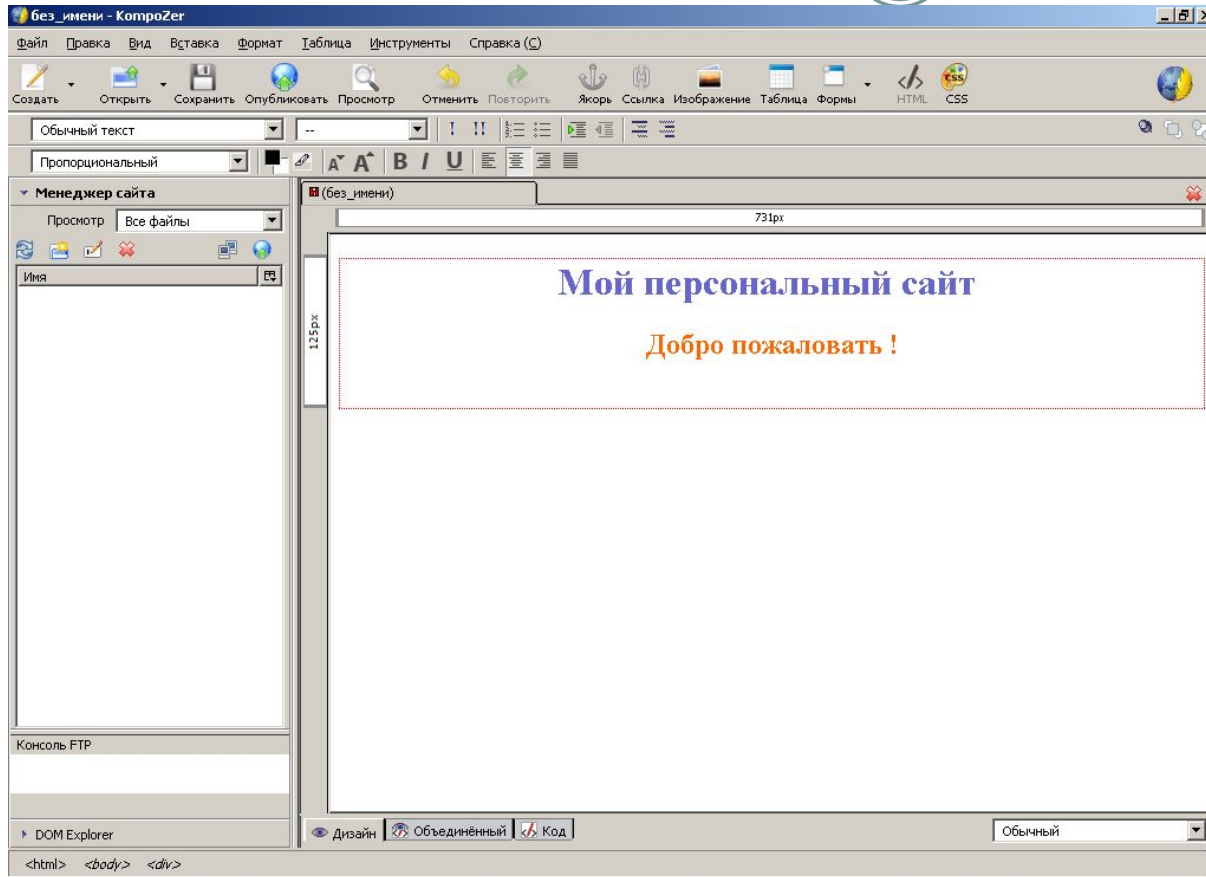 без_имени - KompoZer
Файл Правка Вид Вставка Формат Таблица Инструменты Справка (С)
Создать Открыть Сохранить Опубликовать Просмотр Отменить Повторить Якорь Ссылка Изображение Таблица Формы HTML CSS
Обычный текст --
Пропорциональный A A B I U
Менеджер сайта
(без_имени)
Просмотр Все файлы
731px
Имя
Мой персональный сайт
125px
Добро пожаловать !
Консоль FTP
DOM Explorer
Дизайн Объединённый Код Обычный
<html> <body> <div>